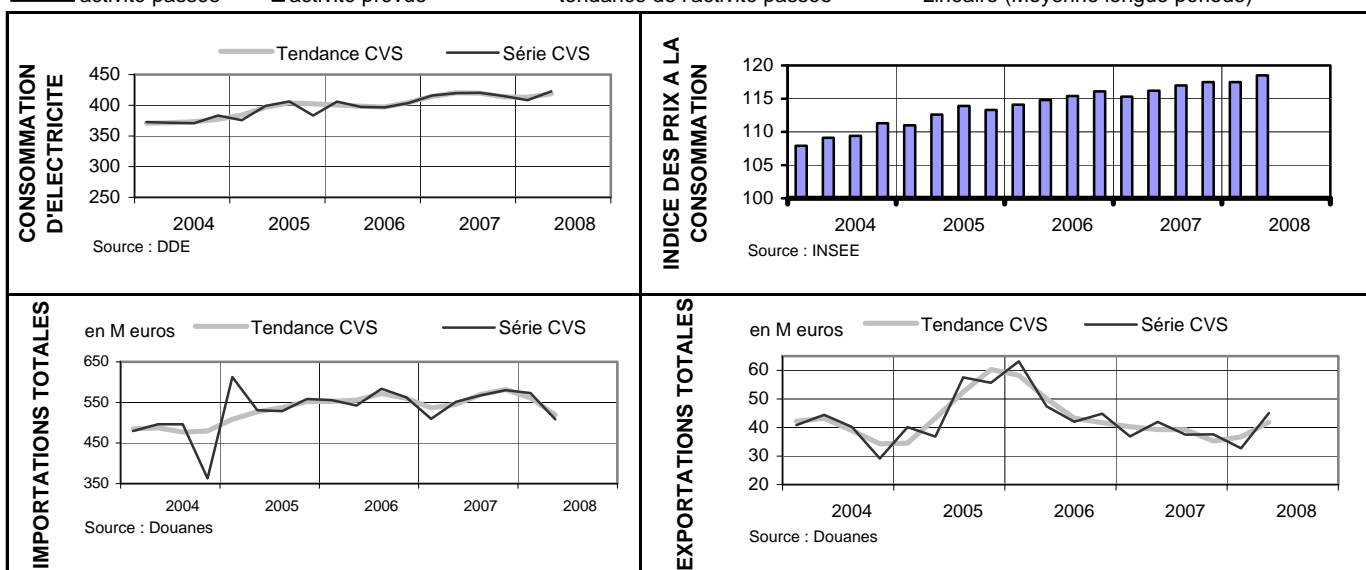 activité passée activité prévue tendance de l'activité passée Linéaire (Moyenne longue période)
CONSOMMATION
D'ELECTRICITE
Tendance CVS Série CVS
450
400
350
300
250
2004 2005 2006 2007 2008
Source : DDE
INDICE DES PRIX A LA
CONSOMMATION
120
115
110
105
100
2004 2005 2006 2007 2008
Source : INSEE
IMPORTATIONS TOTALES
en M euros Tendance CVS Série CVS
650
550
450
350
2004 2005 2006 2007 2008
Source : Douanes
EXPORTATIONS TOTALES
en M euros Tendance CVS Série CVS
60
50
40
30
20
2004 2005 2006 2007 2008
Source : Douanes